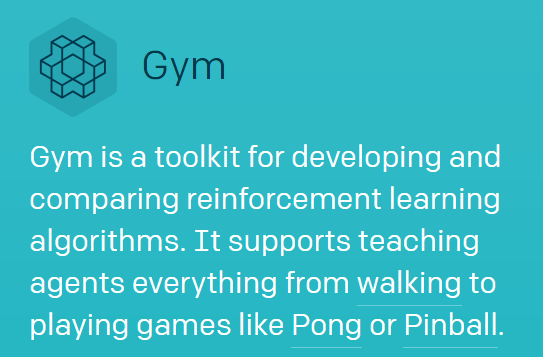 Gym
Gym is a toolkit for developing and
comparing reinforcement learning
algorithms. It supports teaching
agents everything from walking to
playing games like Pong or Pinball.